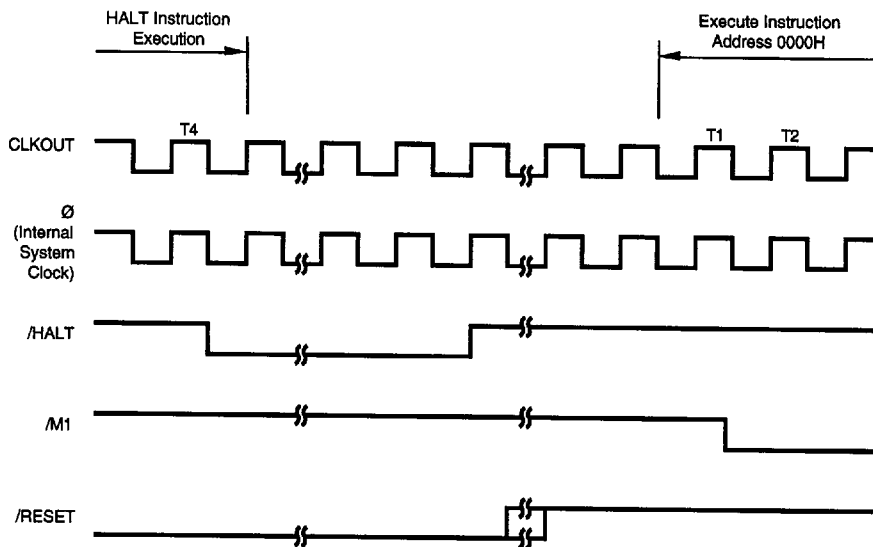 HALT Instruction
Execution
Execute Instruction
Address 0000H
CLKOUT
T4
T1
T2
Ø
(Internal
System
Clock)
/HALT
/M1
/RESET